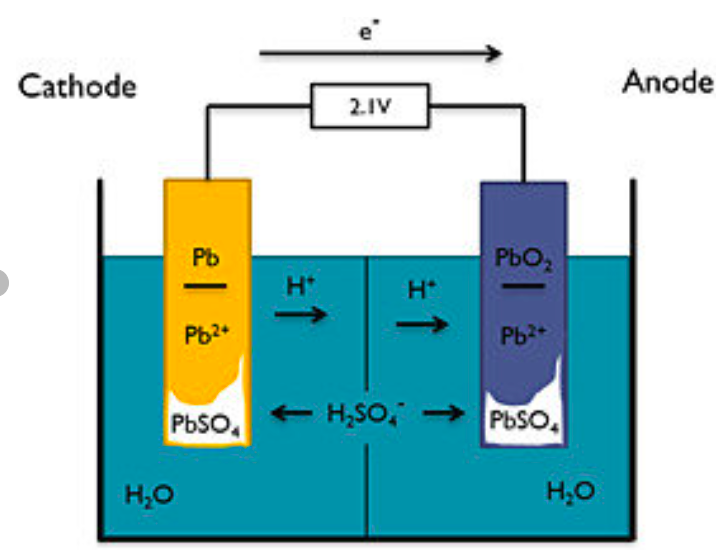 e⁻
Cathode
Anode
2.1V
Pb
Pb²⁺
PbSO₄
H⁺
H⁺
H₂SO₄⁻
PbO₂
Pb²⁺
PbSO₄
H₂O
H₂O